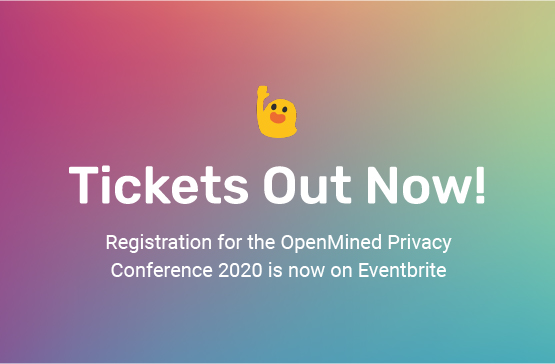 Tickets Out Now!
Registration for the OpenMined Privacy
Conference 2020 is now on Eventbrite